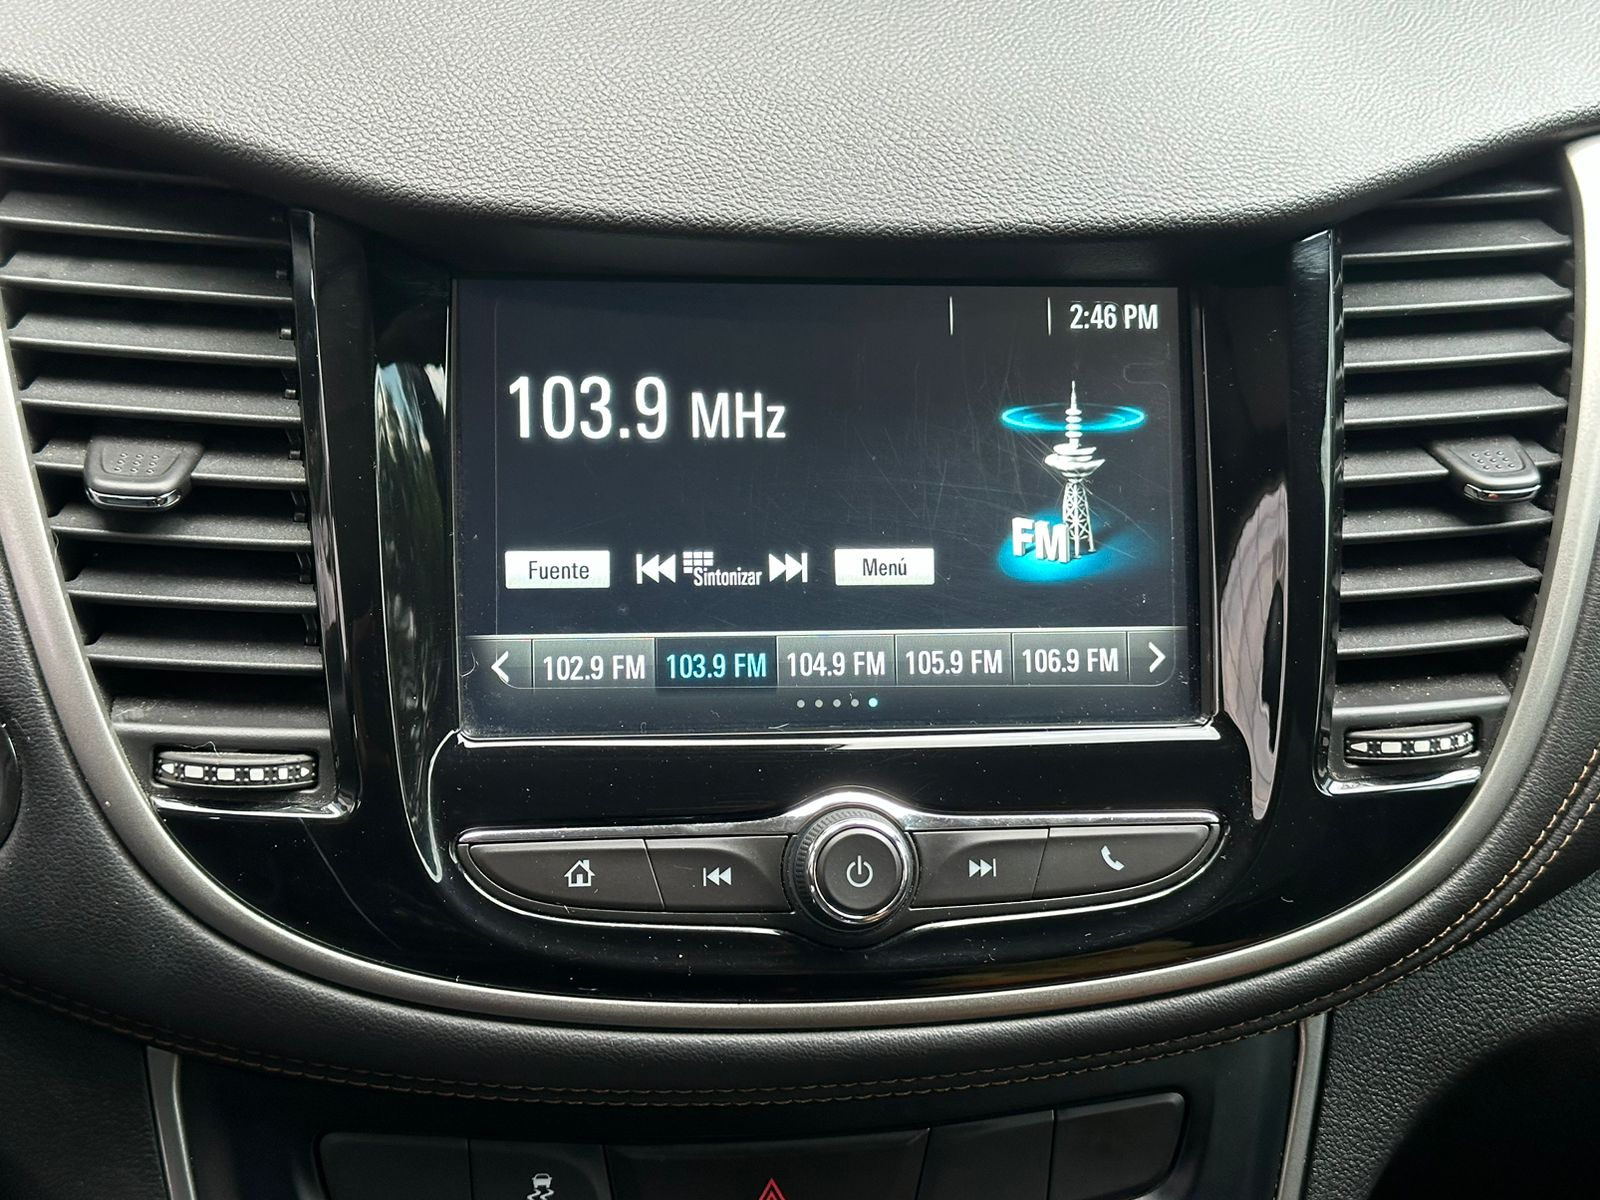 2:46 PM
103.9 MHz
FM
Fuente Sintonizar Menú
102.9 FM 103.9 FM 104.9 FM 105.9 FM 106.9 FM